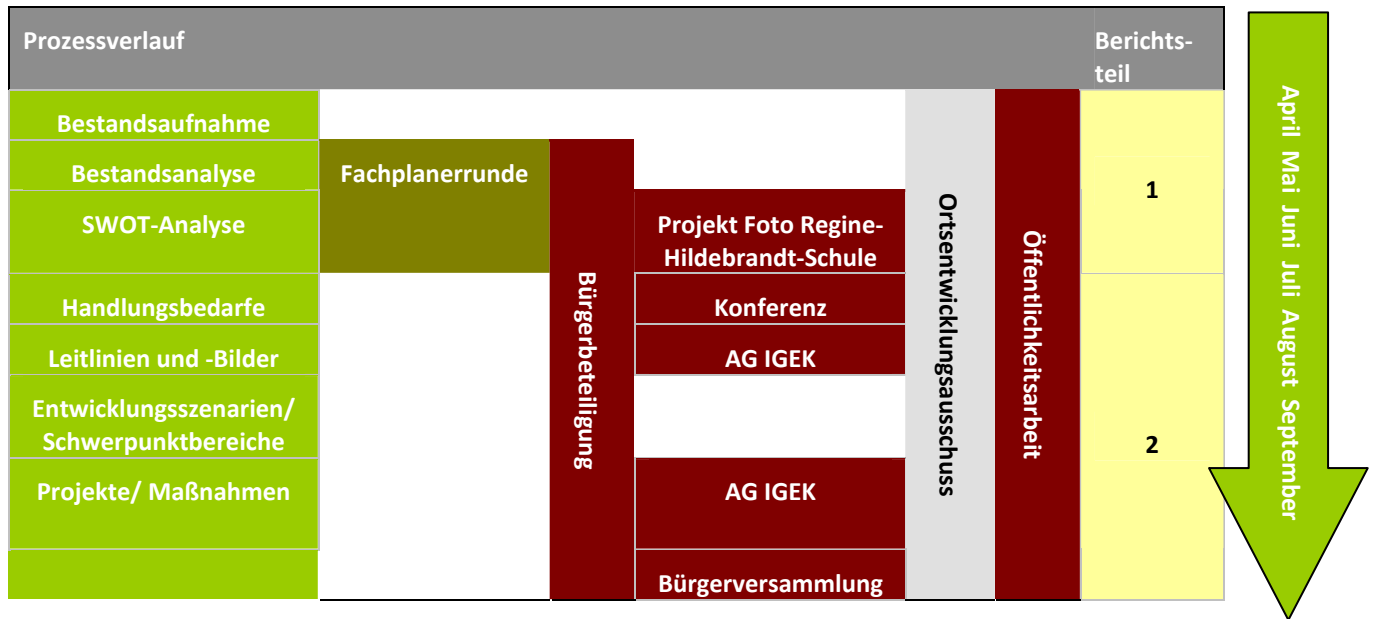 Prozessverlauf
Berichts-
teil
Bestandsaufnahme
Bestandsanalyse
Fachplanerrunde
1
SWOT-Analyse
Projekt Foto Regine-
Hildebrandt-Schule
Handlungsbedarfe
Konferenz
Leitlinien und -Bilder
AG IGEK
Entwicklungsszenarien/
Schwerpunktbereiche
2
Projekte/ Maßnahmen
AG IGEK
Bürgerversammlung
Bürgerbeteiligung
Ortsentwicklungsausschuss
Öffentlichkeitsarbeit
April Mai Juni Juli August September